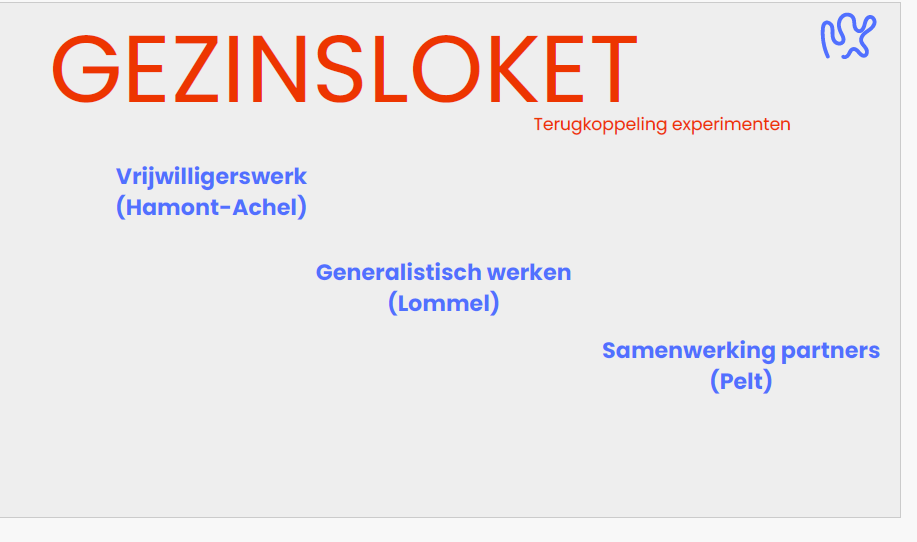 GEZINSLOKET
Terugkoppeling experimenten
Vrijwilligerswerk
(Hamont-Achel)
Generalistisch werken
(Lommel)
Samenwerking partners
(Pelt)